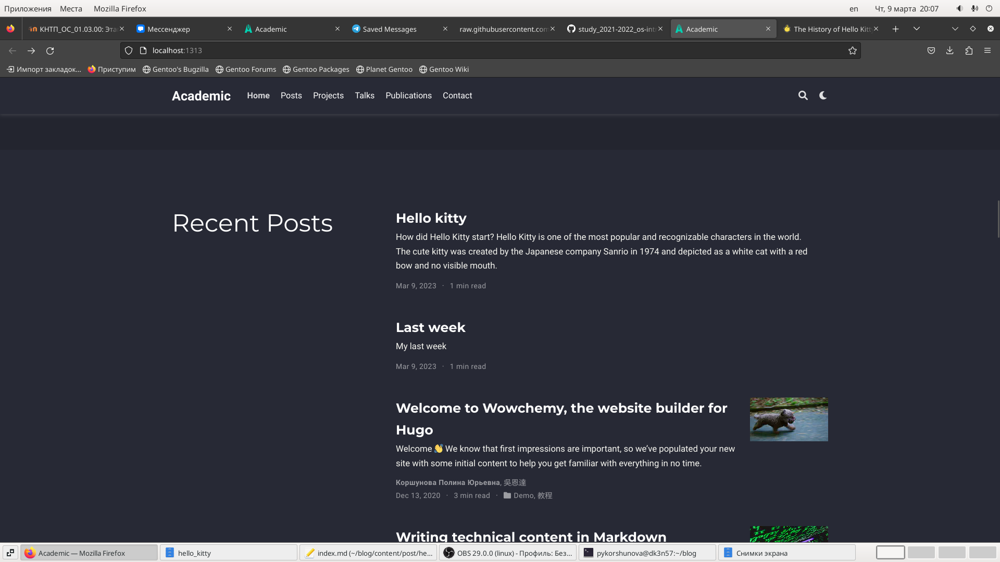 Приложения Места Mozilla Firefox en Чт, 9 марта 20:07
КНТП_ОС_01.03.00: Эта Мессенджер Academic Saved Messages raw.githubusercontent.com study_2021-2022_os-int Academic The History of Hello Kitt
localhost:1313
Импорт закладок... Приступим Gentoo's Bugzilla Gentoo Forums Gentoo Packages Planet Gentoo Gentoo Wiki
Academic Home Posts Projects Talks Publications Contact
Recent Posts
Hello kitty
How did Hello Kitty start? Hello Kitty is one of the most popular and recognizable characters in the world.
The cute kitty was created by the Japanese company Sanrio in 1974 and depicted as a white cat with a red
bow and no visible mouth.
Mar 9, 2023 · 1 min read
Last week
My last week
Mar 9, 2023 · 1 min read
Welcome to Wowchemy, the website builder for
Hugo
Welcome 👋 We know that first impressions are important, so we’ve populated your new
site with some initial content to help you get familiar with everything in no time.
Коршунова Полина Юрьевна, 吳恩達
Dec 13, 2020 · 3 min read · Demo, 教程
Writing technical content in Markdown
Academic — Mozilla Firefox hello_kitty index.md (~/blog/content/post/he... OBS 29.0.0 (linux) - Профиль: Без... pykorshunova@dk3n57:~/blog Снимки экрана